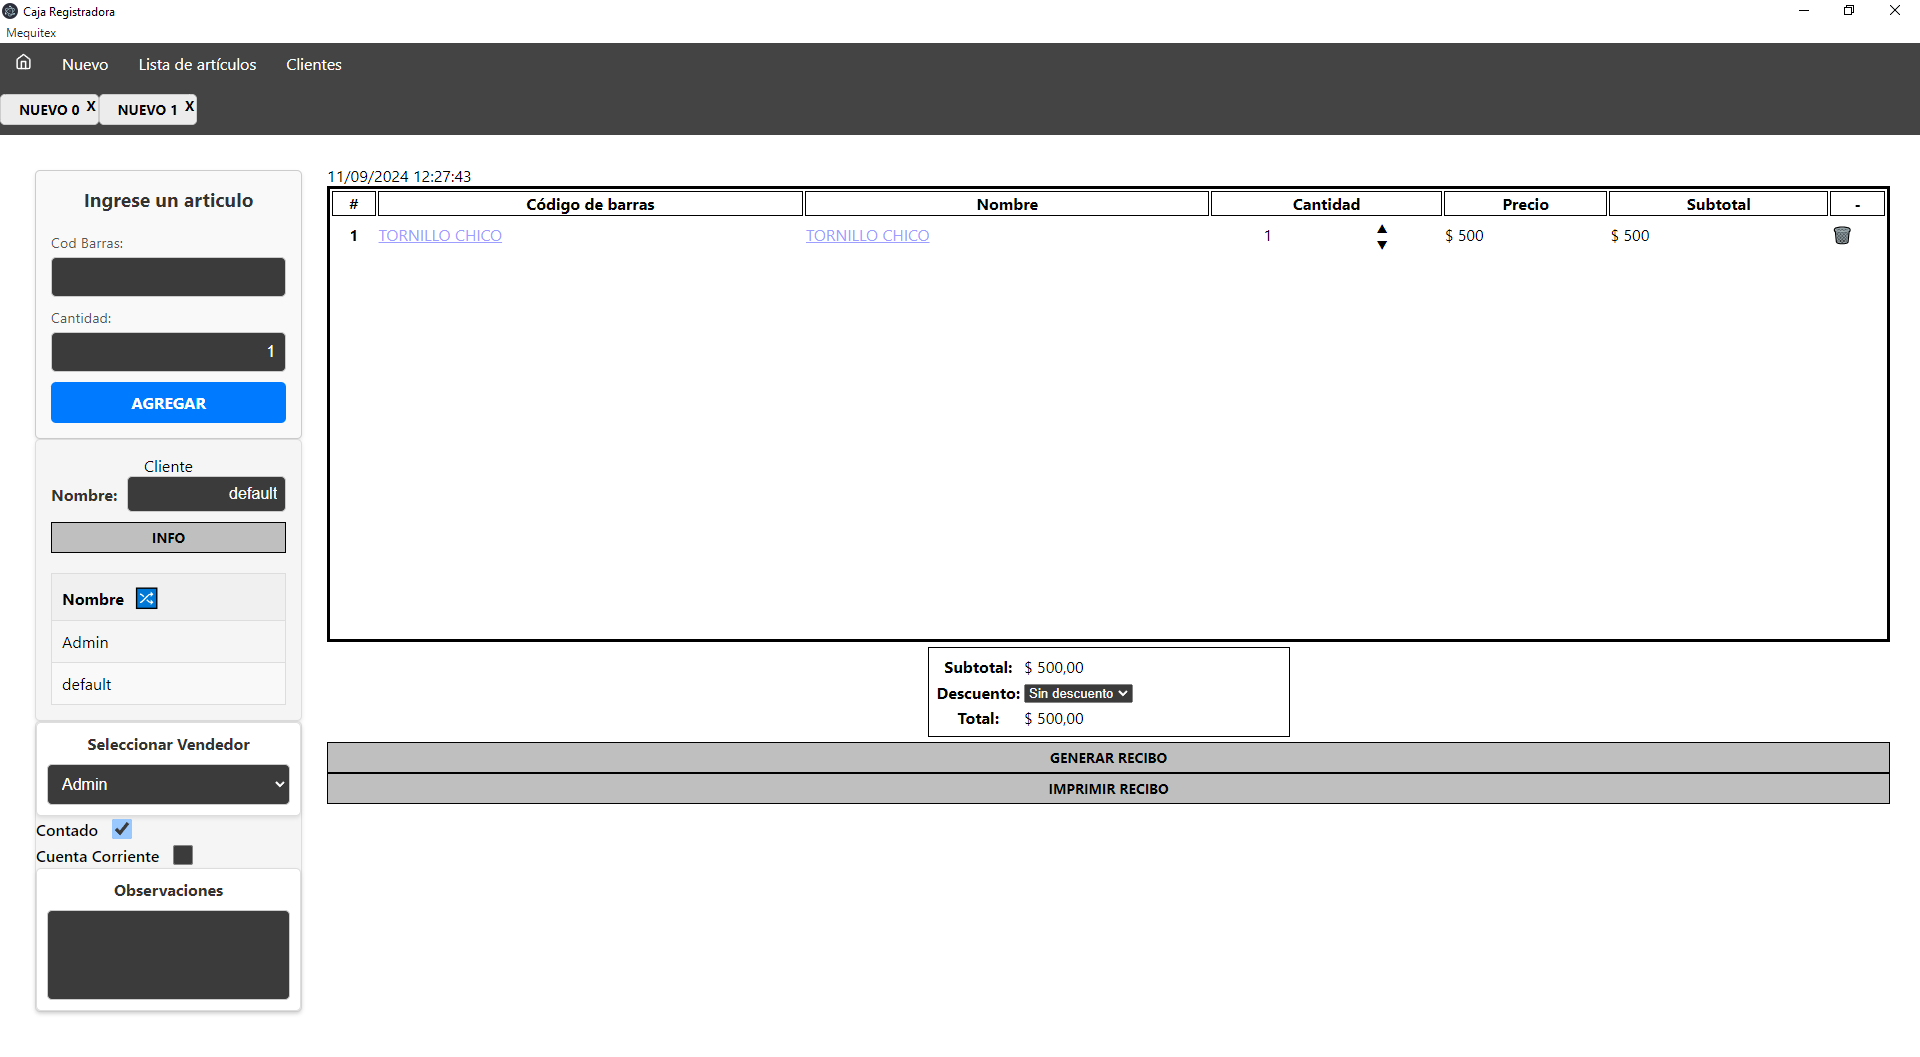 Caja Registradora
Mequitex
Nuevo Lista de artículos Clientes
NUEVO 0 X NUEVO 1 X
Ingrese un articulo
Cod Barras:
Cantidad:
1
AGREGAR
Cliente
Nombre: default
INFO
Nombre
Admin
default
Seleccionar Vendedor
Admin
Contado
Cuenta Corriente
Observaciones
11/09/2024 12:27:43
# Código de barras Nombre Cantidad Precio Subtotal -
1 TORNILLO CHICO TORNILLO CHICO 1 $ 500 $ 500
Subtotal: $ 500,00
Descuento: Sin descuento
Total: $ 500,00
GENERAR RECIBO
IMPRIMIR RECIBO